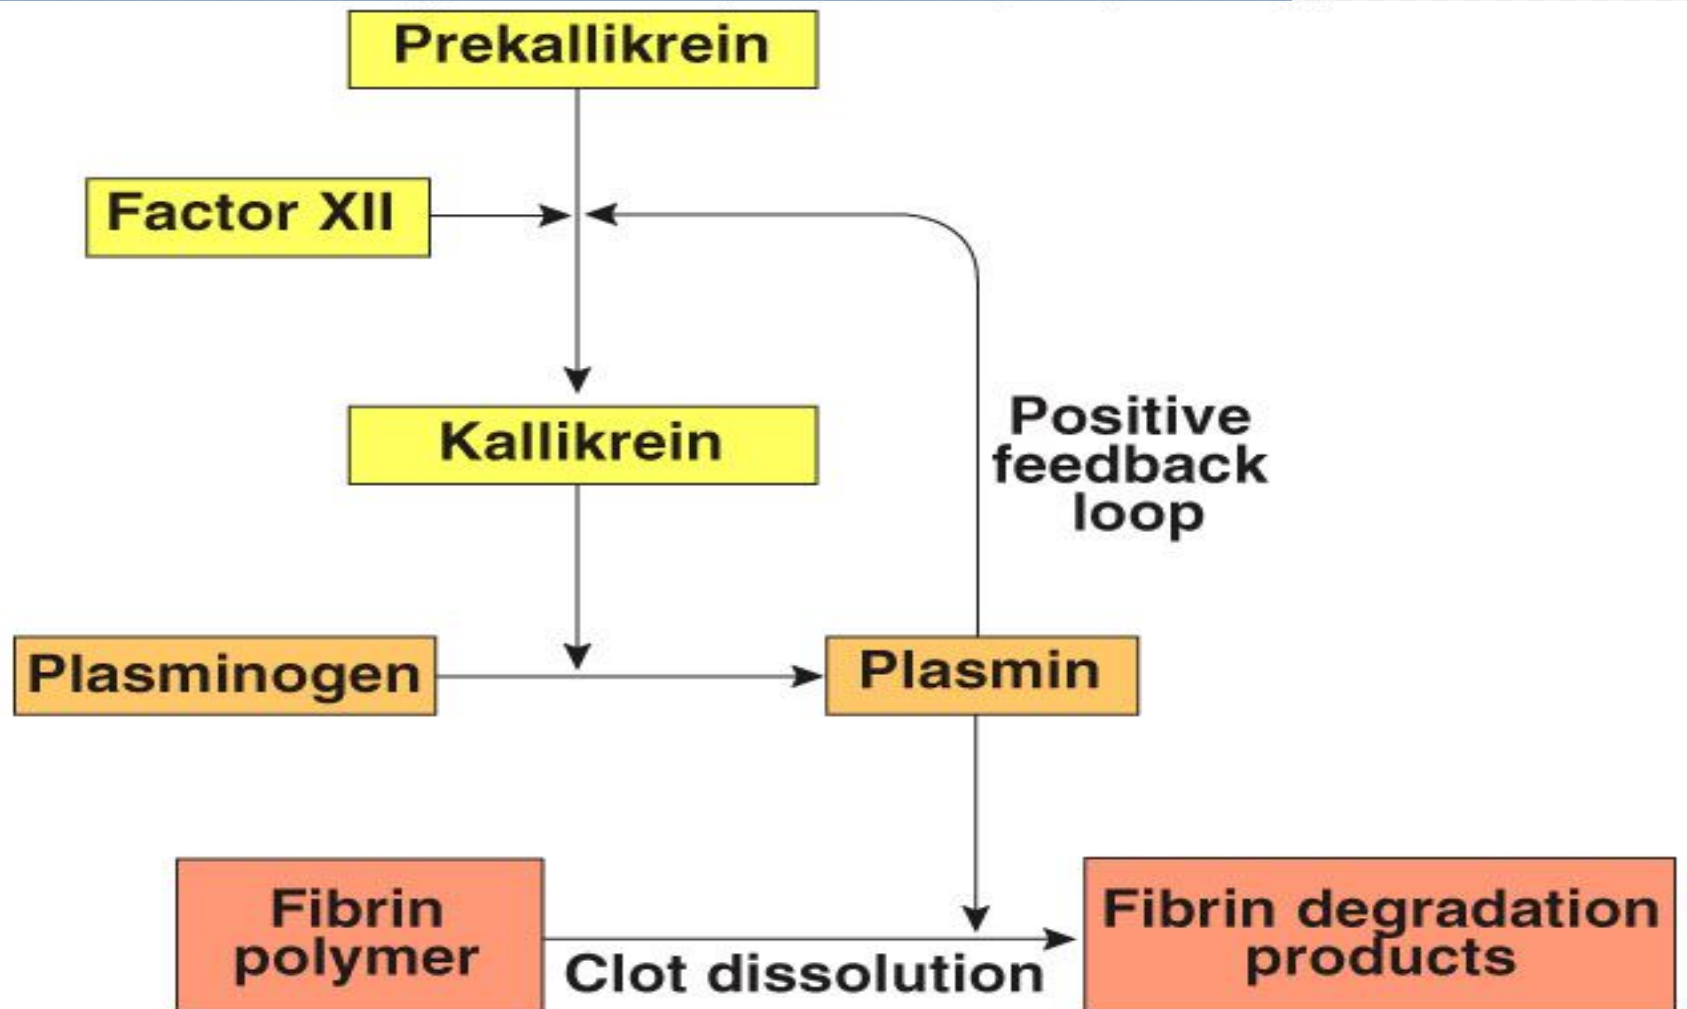 Prekallikrein
Factor XII
Kallikrein
Positive
feedback
loop
Plasminogen
Plasmin
Fibrin
polymer
Clot dissolution
Fibrin degradation
products